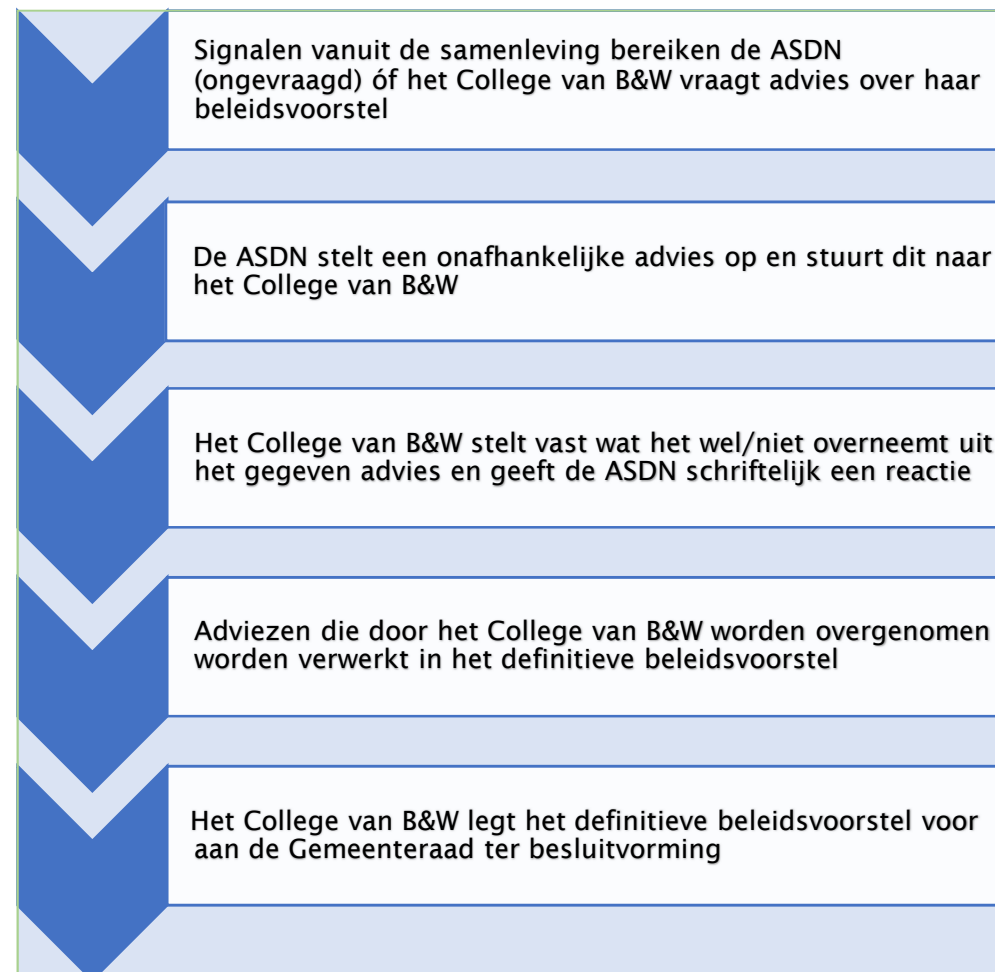 Signalen vanuit de samenleving bereiken de ASDN
(ongevraagd) óf het College van B&W vraagt advies over haar
beleidsvoorstel
De ASDN stelt een onafhankelijke advies op en stuurt dit naar
het College van B&W
Het College van B&W stelt vast wat het wel/niet overneemt uit
het gegeven advies en geeft de ASDN schriftelijk een reactie
Adviezen die door het College van B&W worden overgenomen
worden verwerkt in het definitieve beleidsvoorstel
Het College van B&W legt het definitieve beleidsvoorstel voor
aan de Gemeenteraad ter besluitvorming